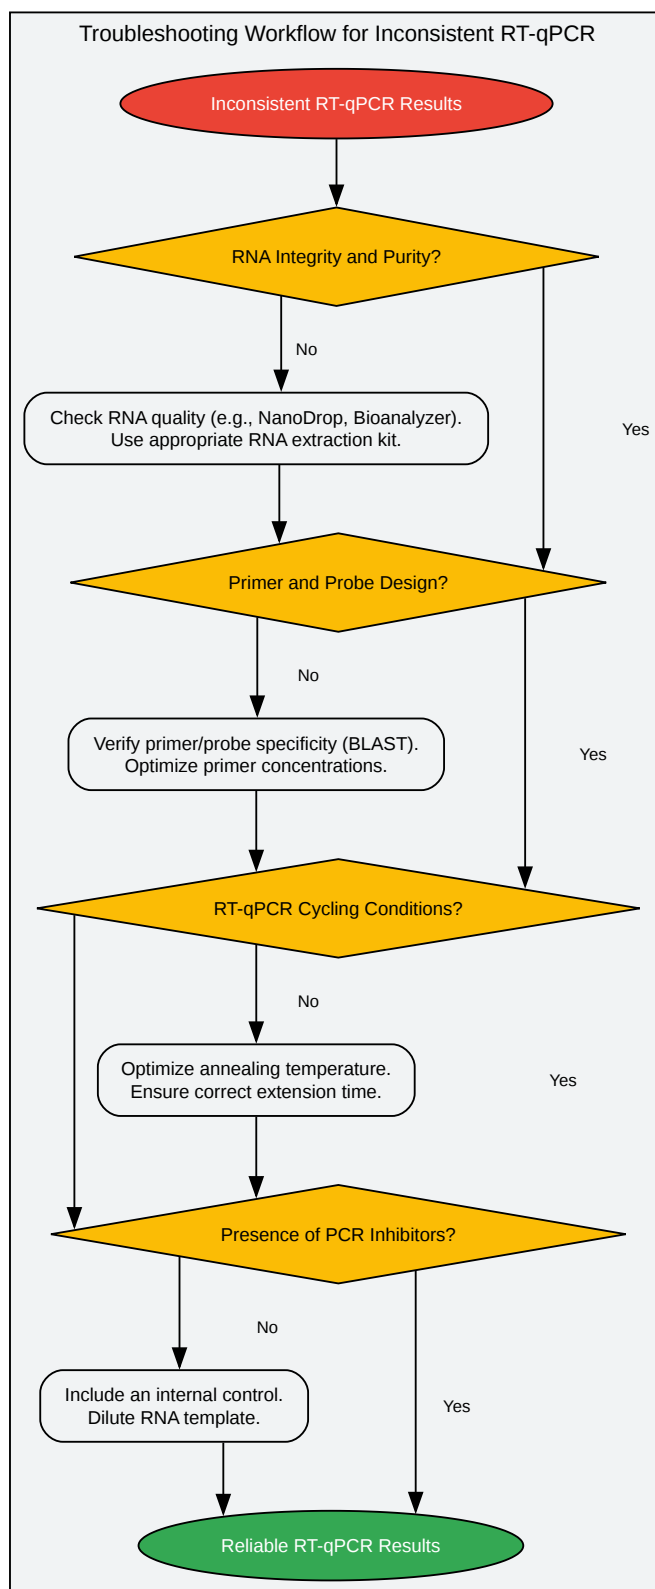 Troubleshooting Workflow for Inconsistent RT-qPCR
Inconsistent RT-qPCR Results
RNA Integrity and Purity?
No
Check RNA quality (e.g., NanoDrop, Bioanalyzer).
Use appropriate RNA extraction kit.
Yes
Primer and Probe Design?
No
Verify primer/probe specificity (BLAST).
Optimize primer concentrations.
Yes
RT-qPCR Cycling Conditions?
No
Optimize annealing temperature.
Ensure correct extension time.
Yes
Presence of PCR Inhibitors?
No
Include an internal control.
Dilute RNA template.
Yes
Reliable RT-qPCR Results